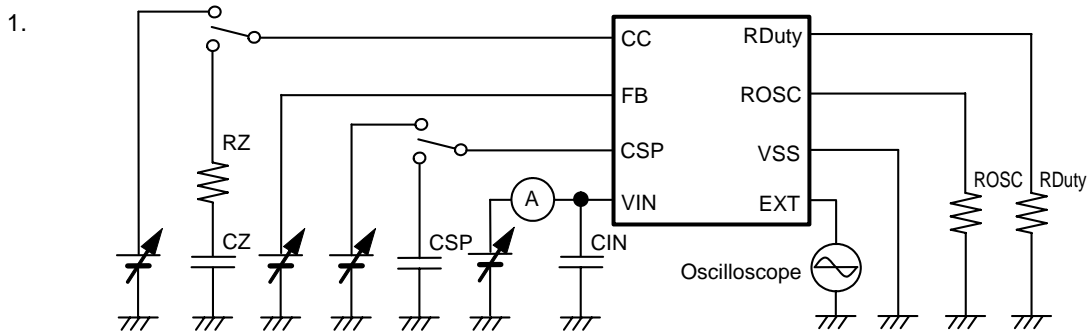 1.
CC
RDuty
FB
ROSC
RZ
CSP
VSS
A
VIN
EXT
ROSC
RDuty
CZ
CSP
CIN
Oscilloscope